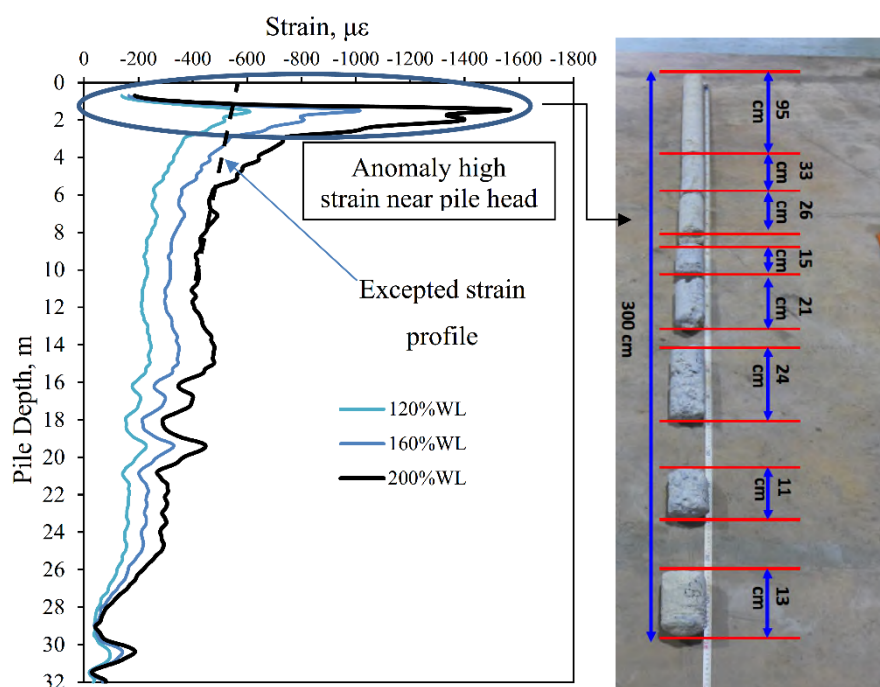 Strain, µε
0 -200 -400 -600 -800 -1000 -1200 -1400 -1600 -1800
0
2
4
6
8
10
12
14
16
18
20
22
24
26
28
30
32
Pile Depth, m
Anomaly high
strain near pile head
Excepted strain
profile
120%WL
160%WL
200%WL
300 cm
95
cm
33
cm
26
cm
15
cm
21
cm
24
cm
11
cm
13
cm